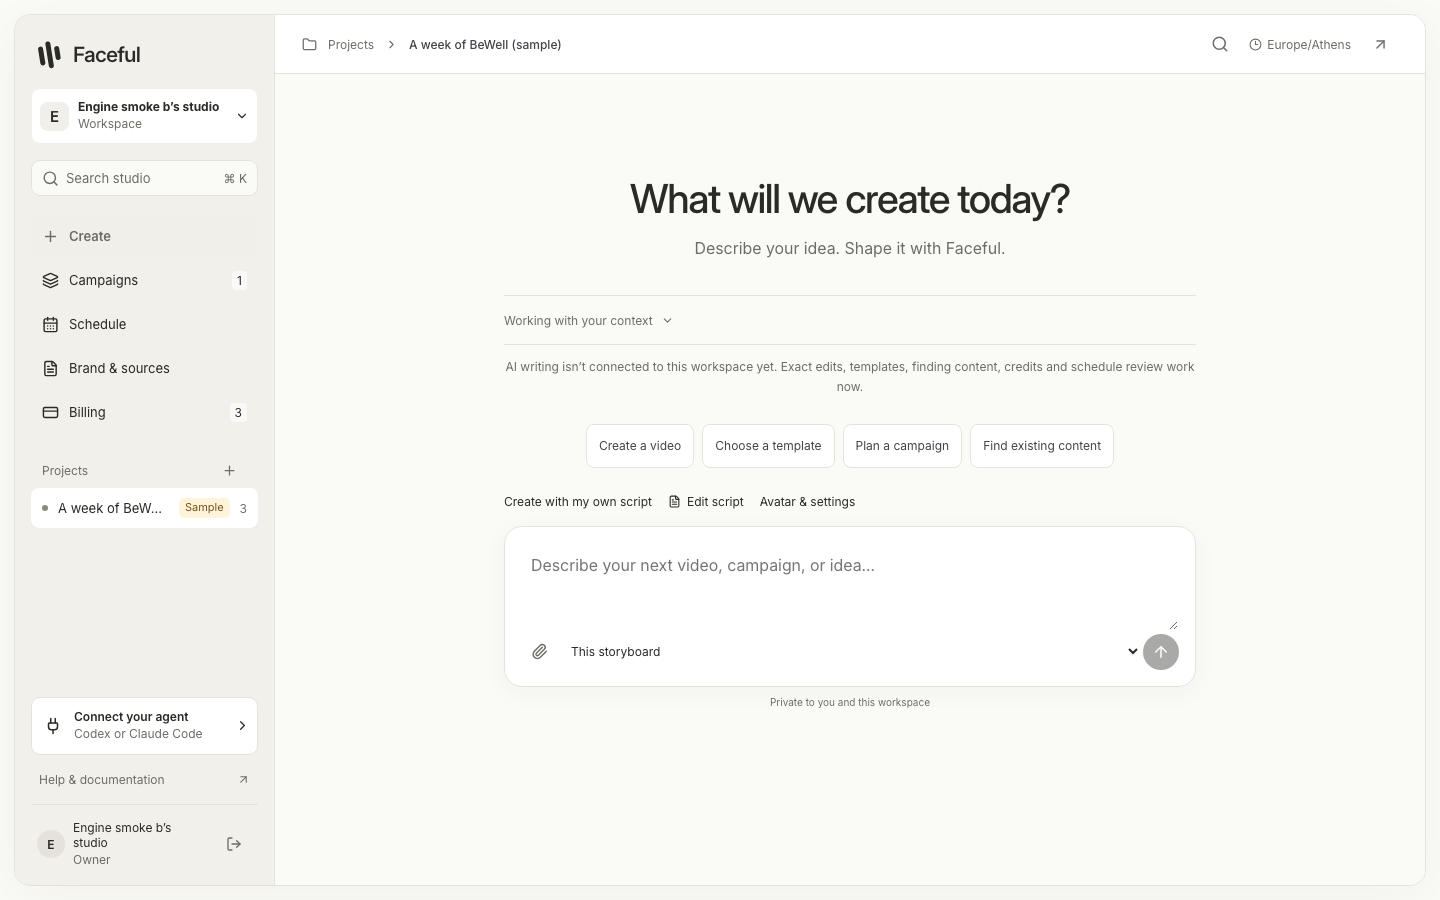 Faceful
E
Engine smoke b’s studio
Workspace
Search studio
⌘ K
Create
Campaigns
1
Schedule
Brand & sources
Billing
3
Projects
A week of BeW...
Sample
3
Connect your agent
Codex or Claude Code
Help & documentation
E
Engine smoke b’s
studio
Owner
Projects
A week of BeWell (sample)
Europe/Athens
What will we create today?
Describe your idea. Shape it with Faceful.
Working with your context
AI writing isn’t connected to this workspace yet. Exact edits, templates, finding content, credits and schedule review work
now.
Create a video
Choose a template
Plan a campaign
Find existing content
Create with my own script
Edit script
Avatar & settings
Describe your next video, campaign, or idea...
This storyboard
Private to you and this workspace